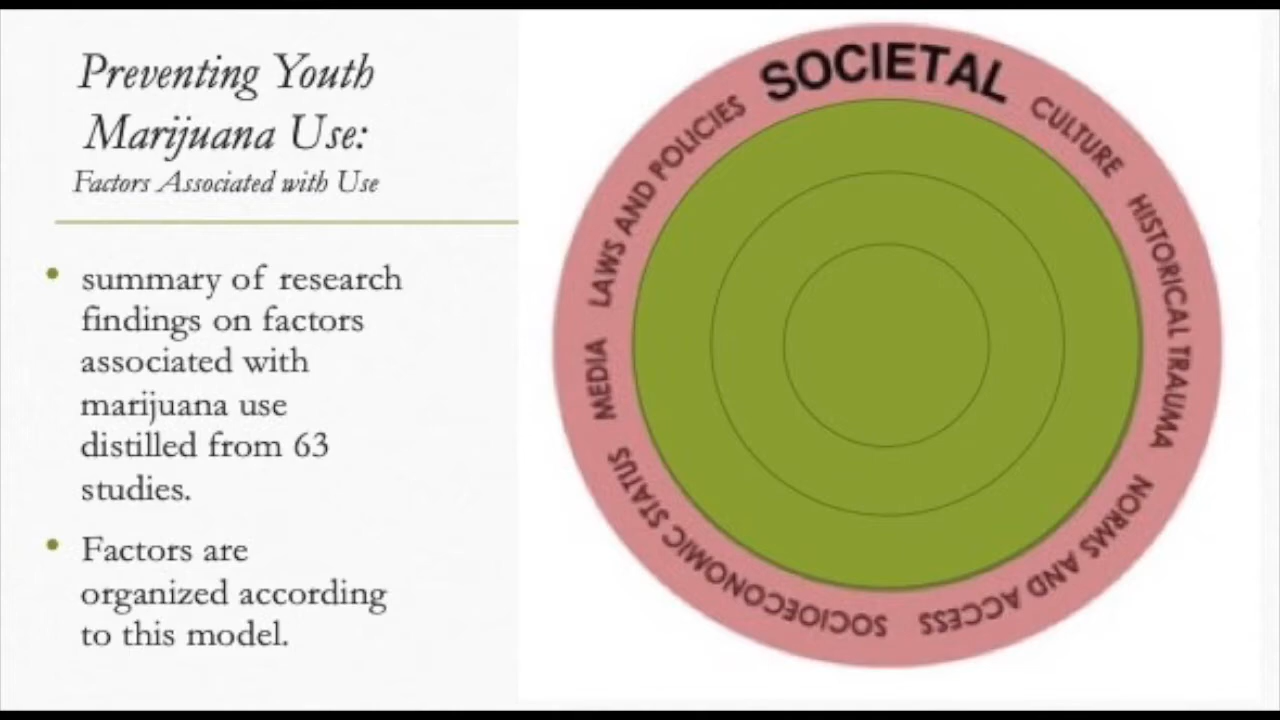 Preventing Youth
Marijuana Use:
Factors Associated with Use
• summary of research
findings on factors
associated with
marijuana use
distilled from 63
studies.
• Factors are
organized according
to this model.
SOCIETAL
CULTURE
HISTORICAL TRAUMA
NORMS AND ACCESS
SOCIOECONOMIC STATUS
MEDIA
LAWS AND POLICIES